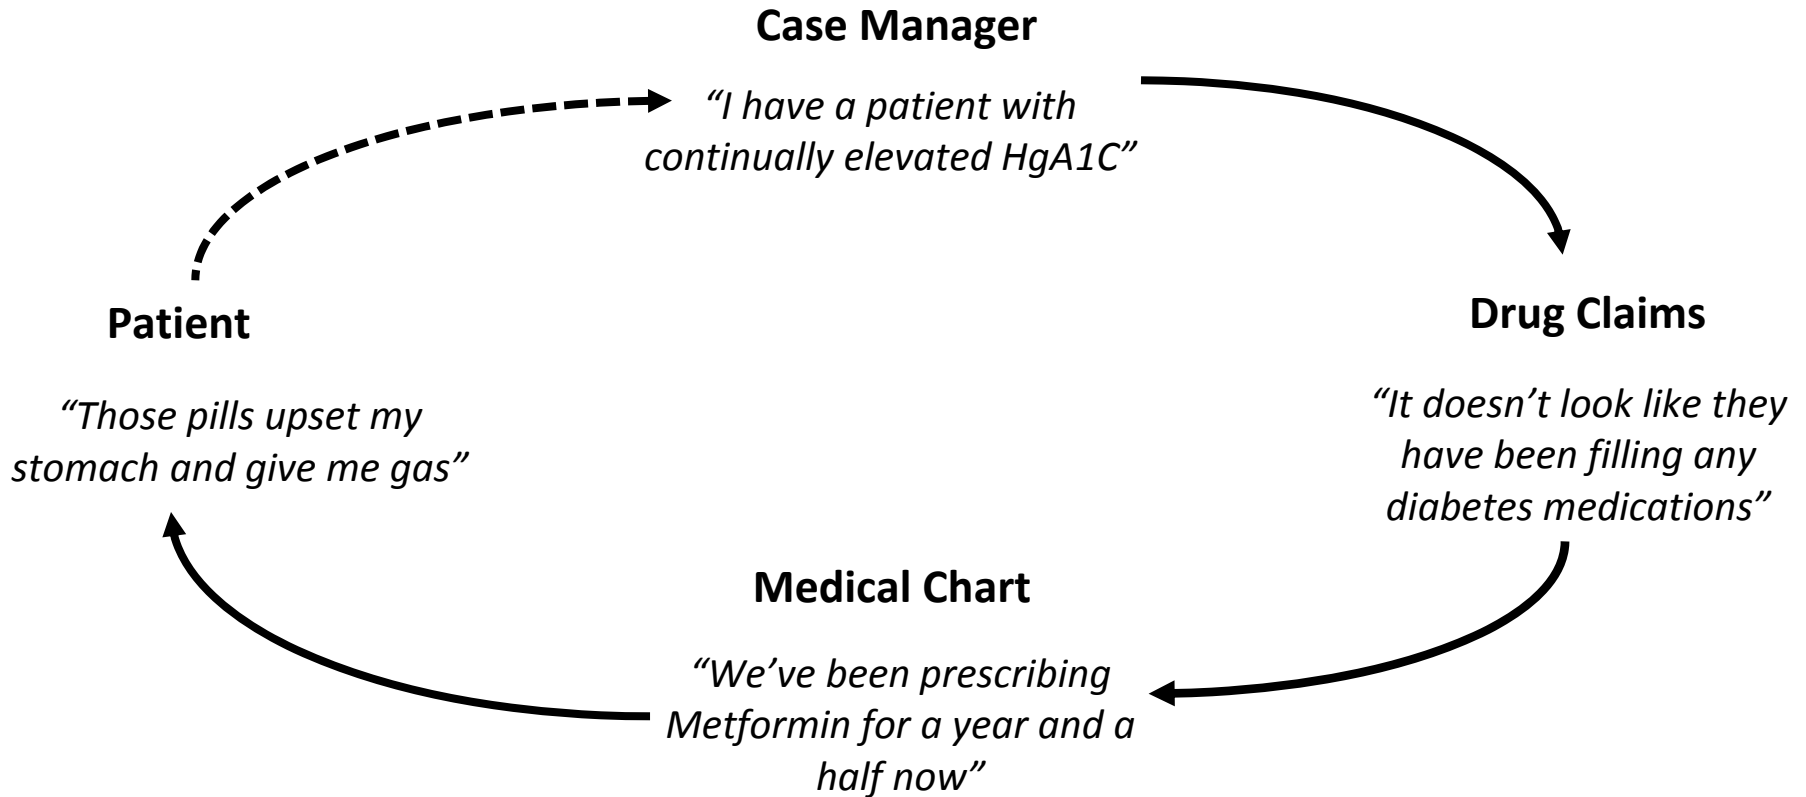 Case Manager
“I have a patient with
continually elevated HgA1C”
Drug Claims
“It doesn’t look like they
have been filling any
diabetes medications”
Medical Chart
“We’ve been prescribing
Metformin for a year and a
half now”
Patient
“Those pills upset my
stomach and give me gas”